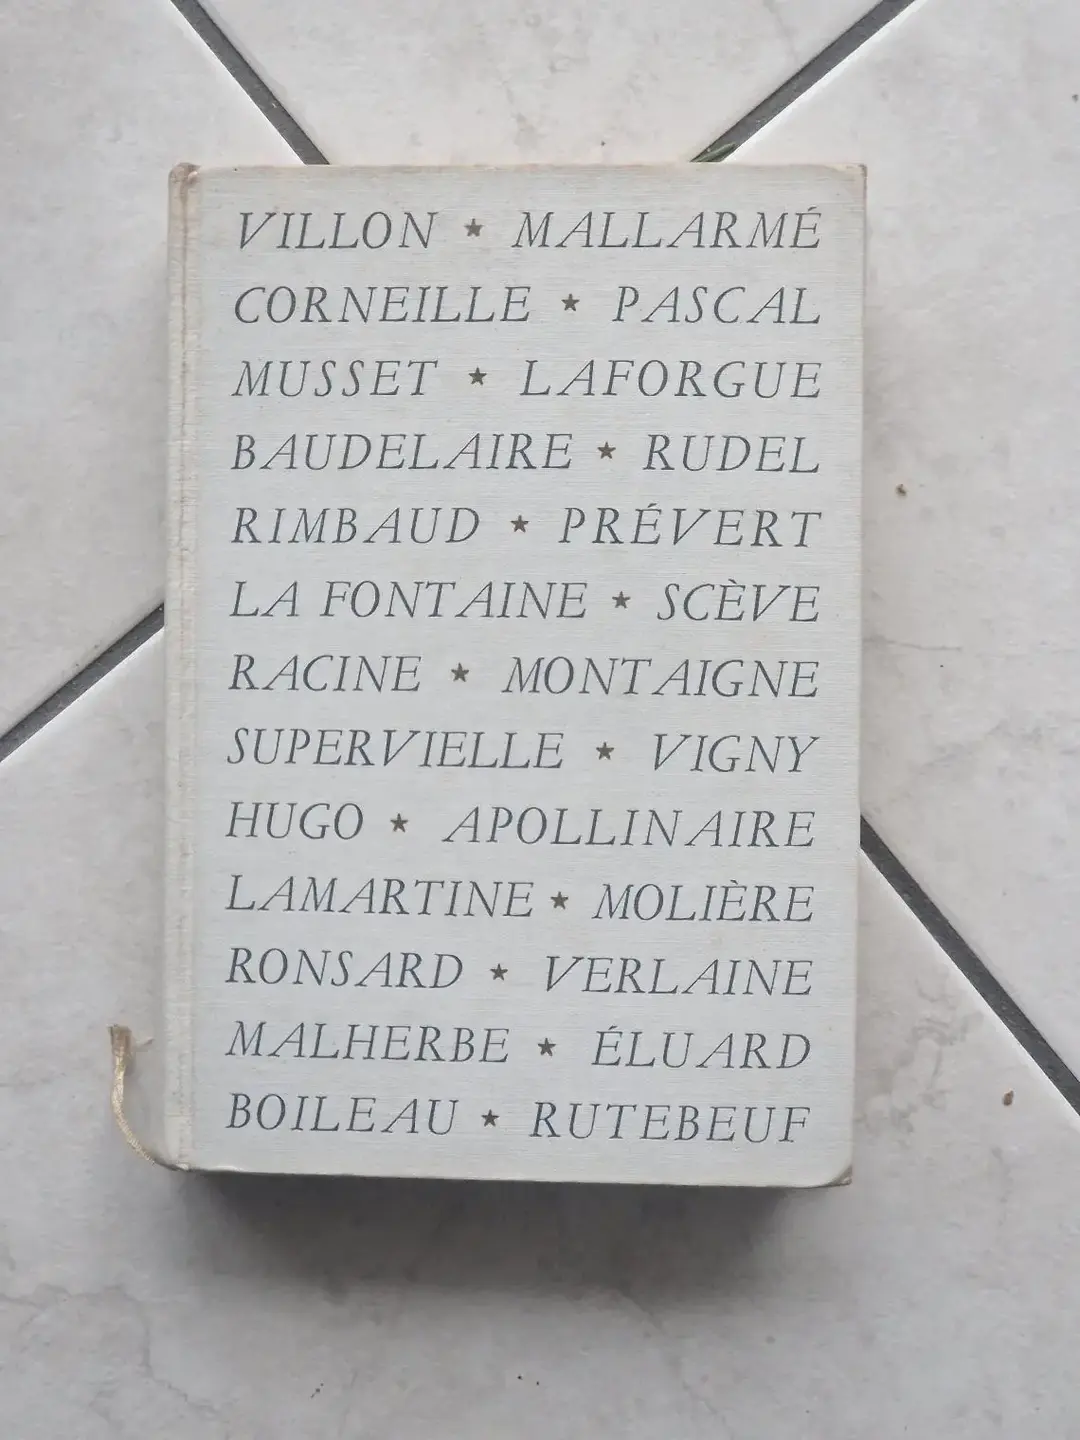 VILLON ★ MALLARMÉ
CORNEILLE ★ PASCAL
MUSSET ★ LAFORGUE
BAUDELAIRE ★ RUDEL
RIMBAUD ★ PRÉVERT
LA FONTAINE ★ SCÈVE
RACINE ★ MONTAIGNE
SUPERVIELLE ★ VIGNY
HUGO ★ APOLLINAIRE
LAMARTINE ★ MOLIÈRE
RONSARD ★ VERLAINE
MALHERBE ★ ÉLUARD
BOILEAU ★ RUTEBEUF